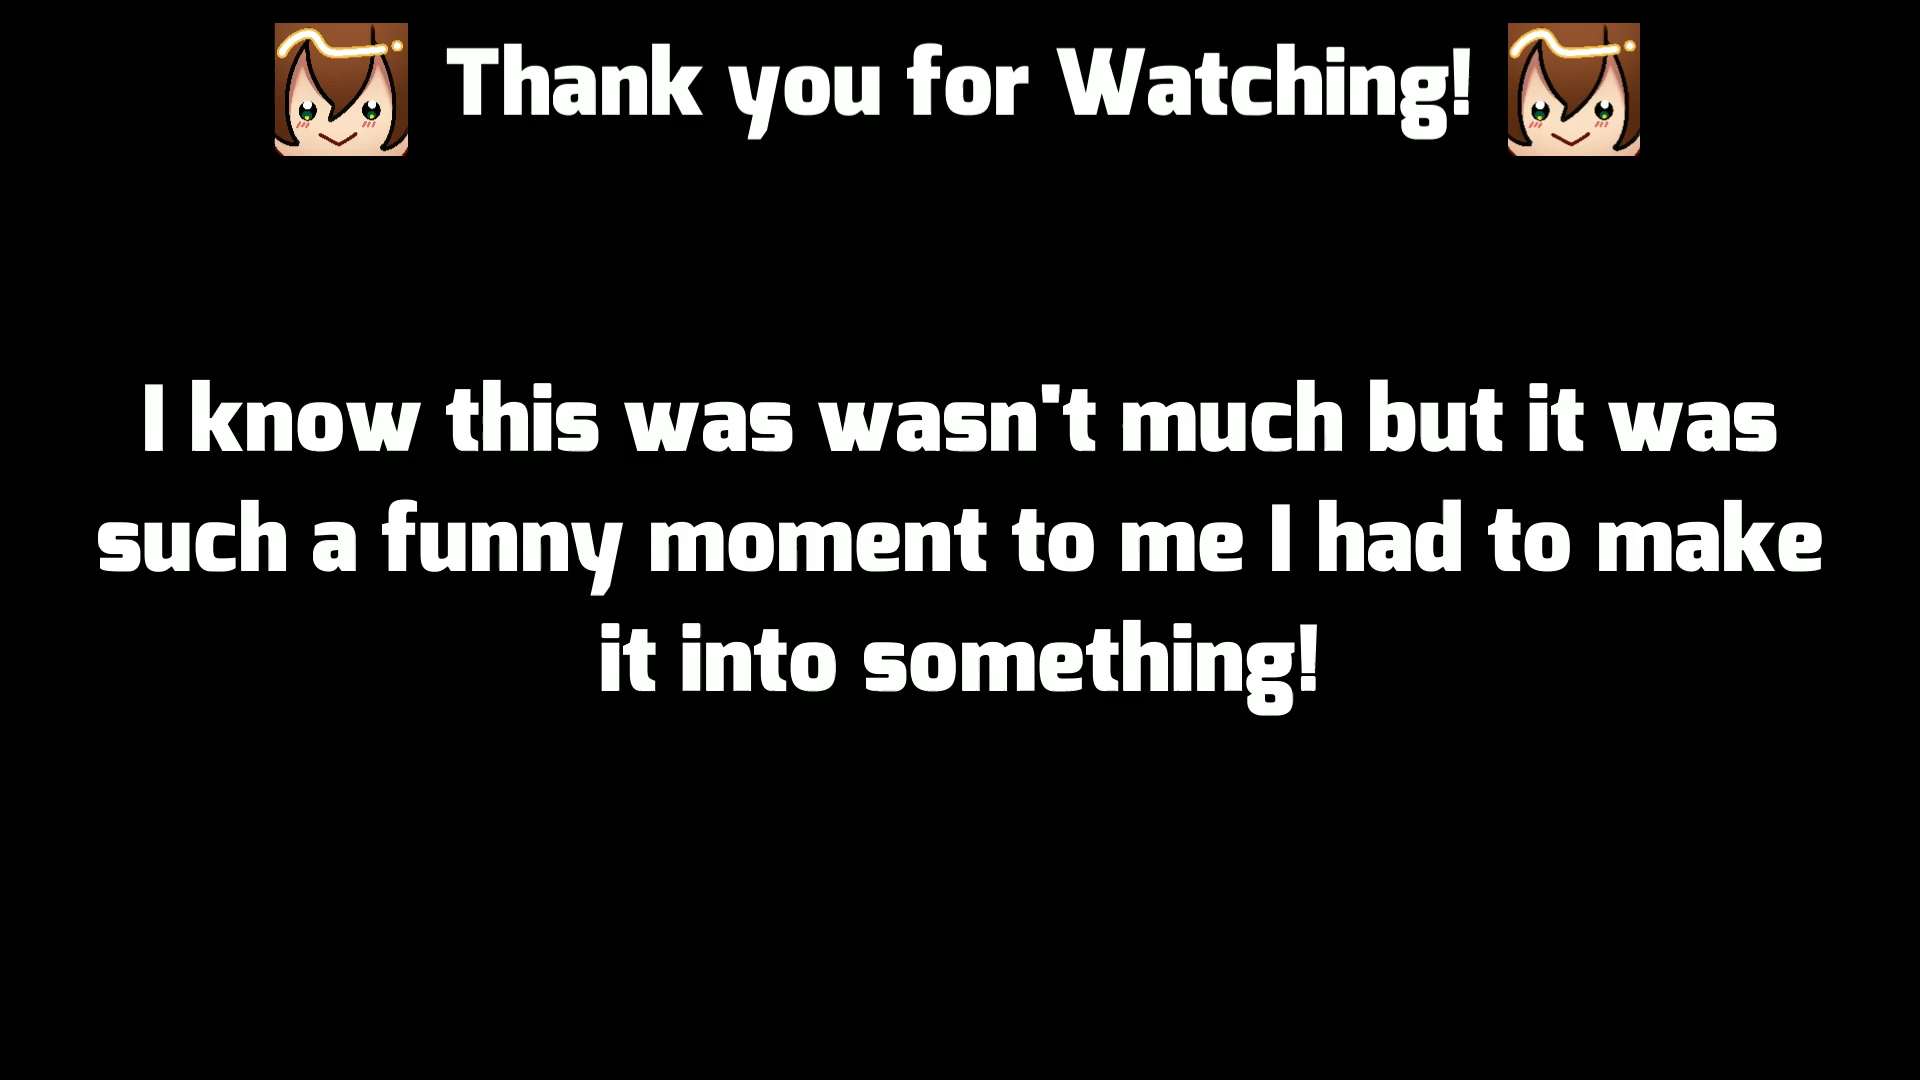 Thank you for Watching!
I know this was wasn't much but it was
such a funny moment to me I had to make
it into something!